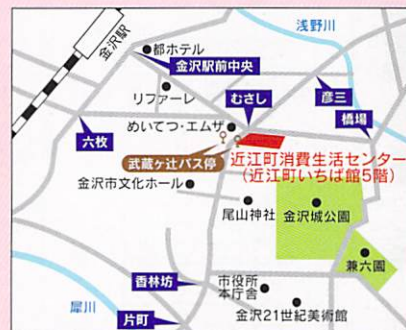 浅野川
金沢駅
都ホテル
金沢駅前中央
リファーレ
むさし
彦三
橋場
めいてつ・エムザ
六枚
武蔵ヶ辻バス停
近江町消費生活センター
(近江町いちば館5階)
金沢市文化ホール
尾山神社
金沢城公園
兼六園
香林坊
市役所
本庁舎
犀川
金沢21世紀美術館
片町